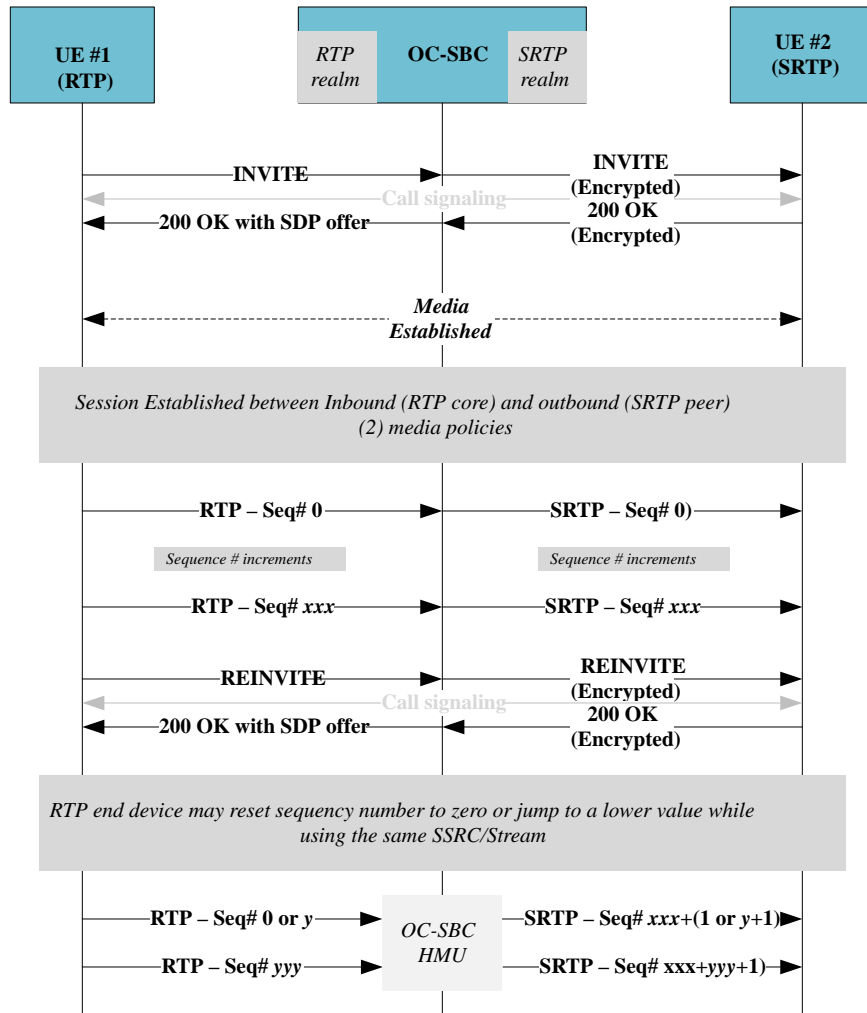 UE #1
(RTP)
RTP
realm
OC-SBC
SRTP
realm
UE #2
(SRTP)
INVITE
INVITE
(Encrypted)
Call signaling
200 OK with SDP offer
200 OK
(Encrypted)
Media
Established
Session Established between Inbound (RTP core) and outbound (SRTP peer)
(2) media policies
RTP – Seq# 0
SRTP – Seq# 0)
Sequence # increments
Sequence # increments
RTP – Seq# xxx
SRTP – Seq# xxx
REINVITE
REINVITE
(Encrypted)
Call signaling
200 OK with SDP offer
200 OK
(Encrypted)
RTP end device may reset sequency number to zero or jump to a lower value while
using the same SSRC/Stream
RTP – Seq# 0 or y
OC-SBC
HMU
SRTP – Seq# xxx+(1 or y+1)
RTP – Seq# yyy
SRTP – Seq# xxx+yyy+1)